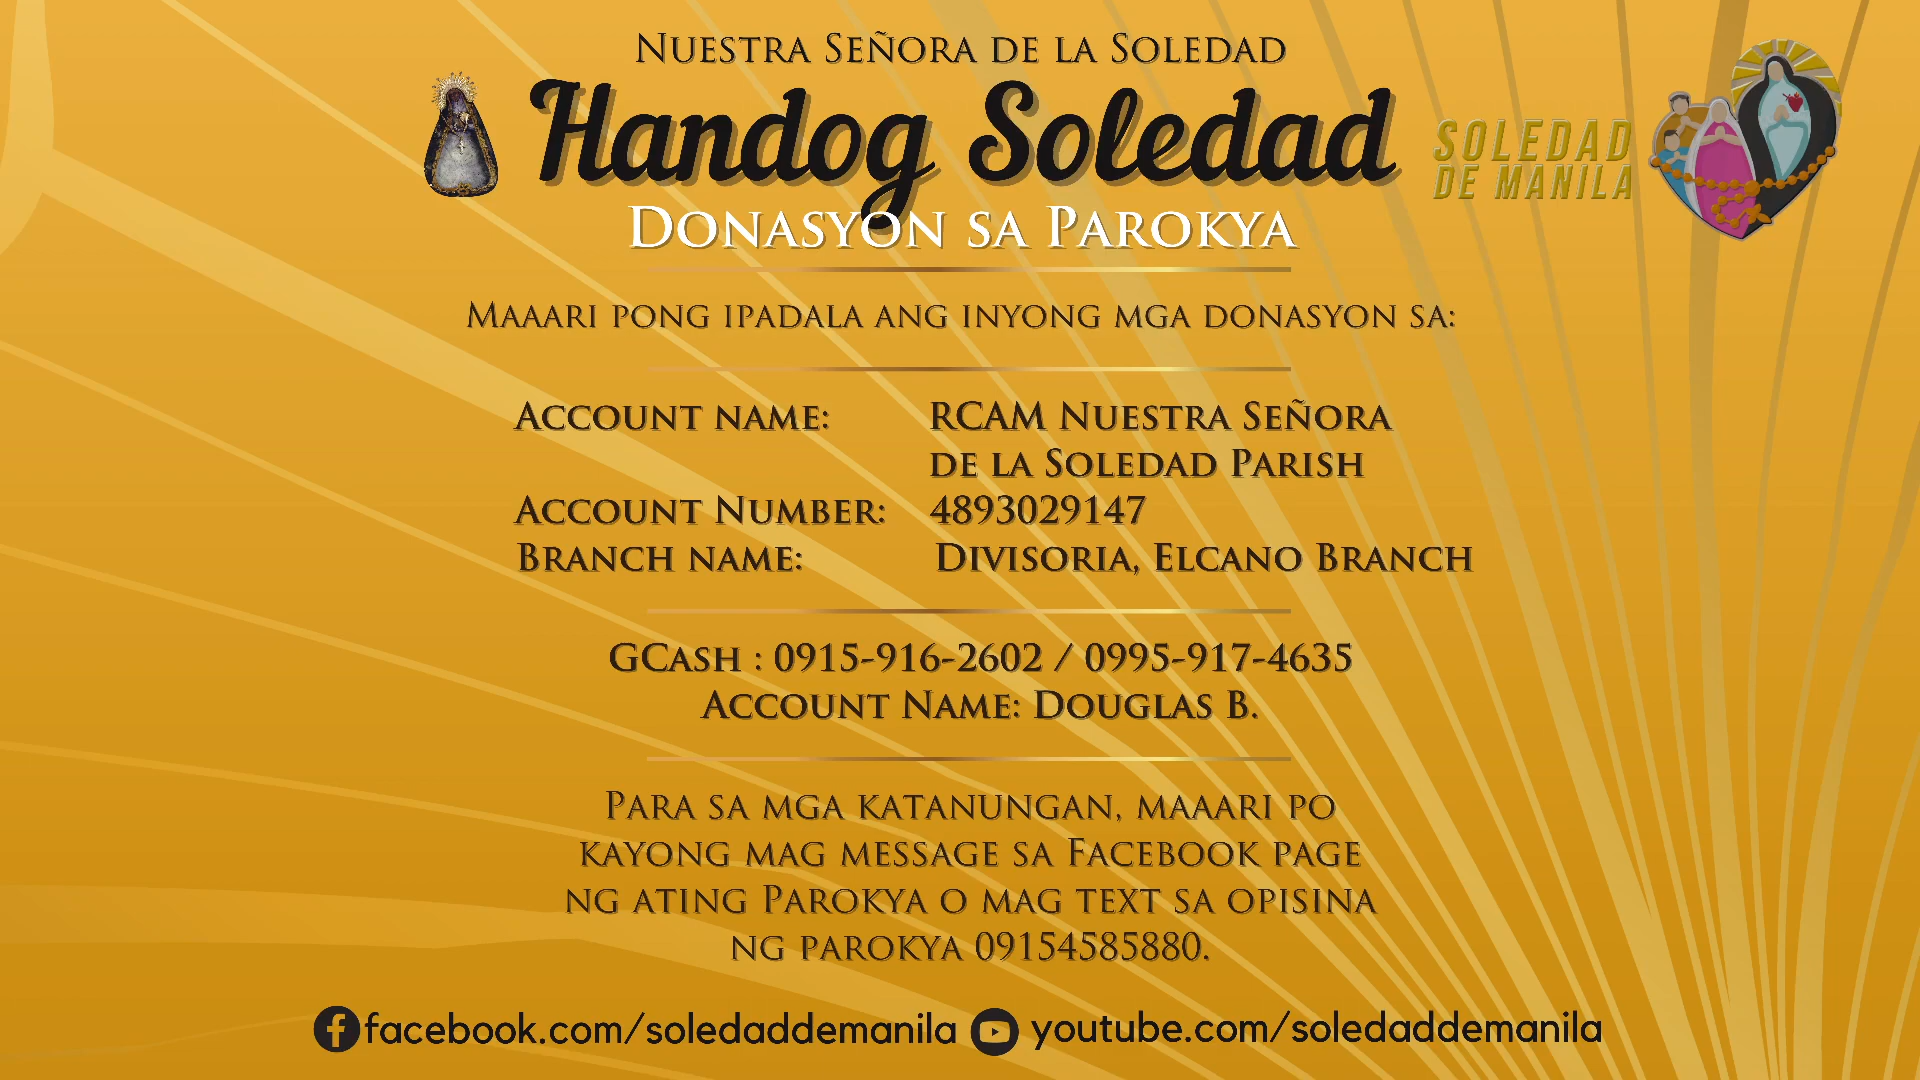 Nuestra Señora de la Soledad
Handog Soledad
SOLEDAD
DE MANILA
Donasyon sa Parokya
Maaari pong ipadala ang inyong mga donasyon sa:
Account name: RCAM Nuestra Señora
de la Soledad Parish
Account Number: 4893029147
Branch name: Divisoria, Elcano Branch
GCash : 0915-916-2602 / 0995-917-4635
Account Name: Douglas B.
Para sa mga katanungan, maaari po
kayong mag message sa Facebook page
ng ating Parokya o mag text sa opisina
ng parokya 09154585880.
facebook.com/soledaddemanila youtube.com/soledaddemanila